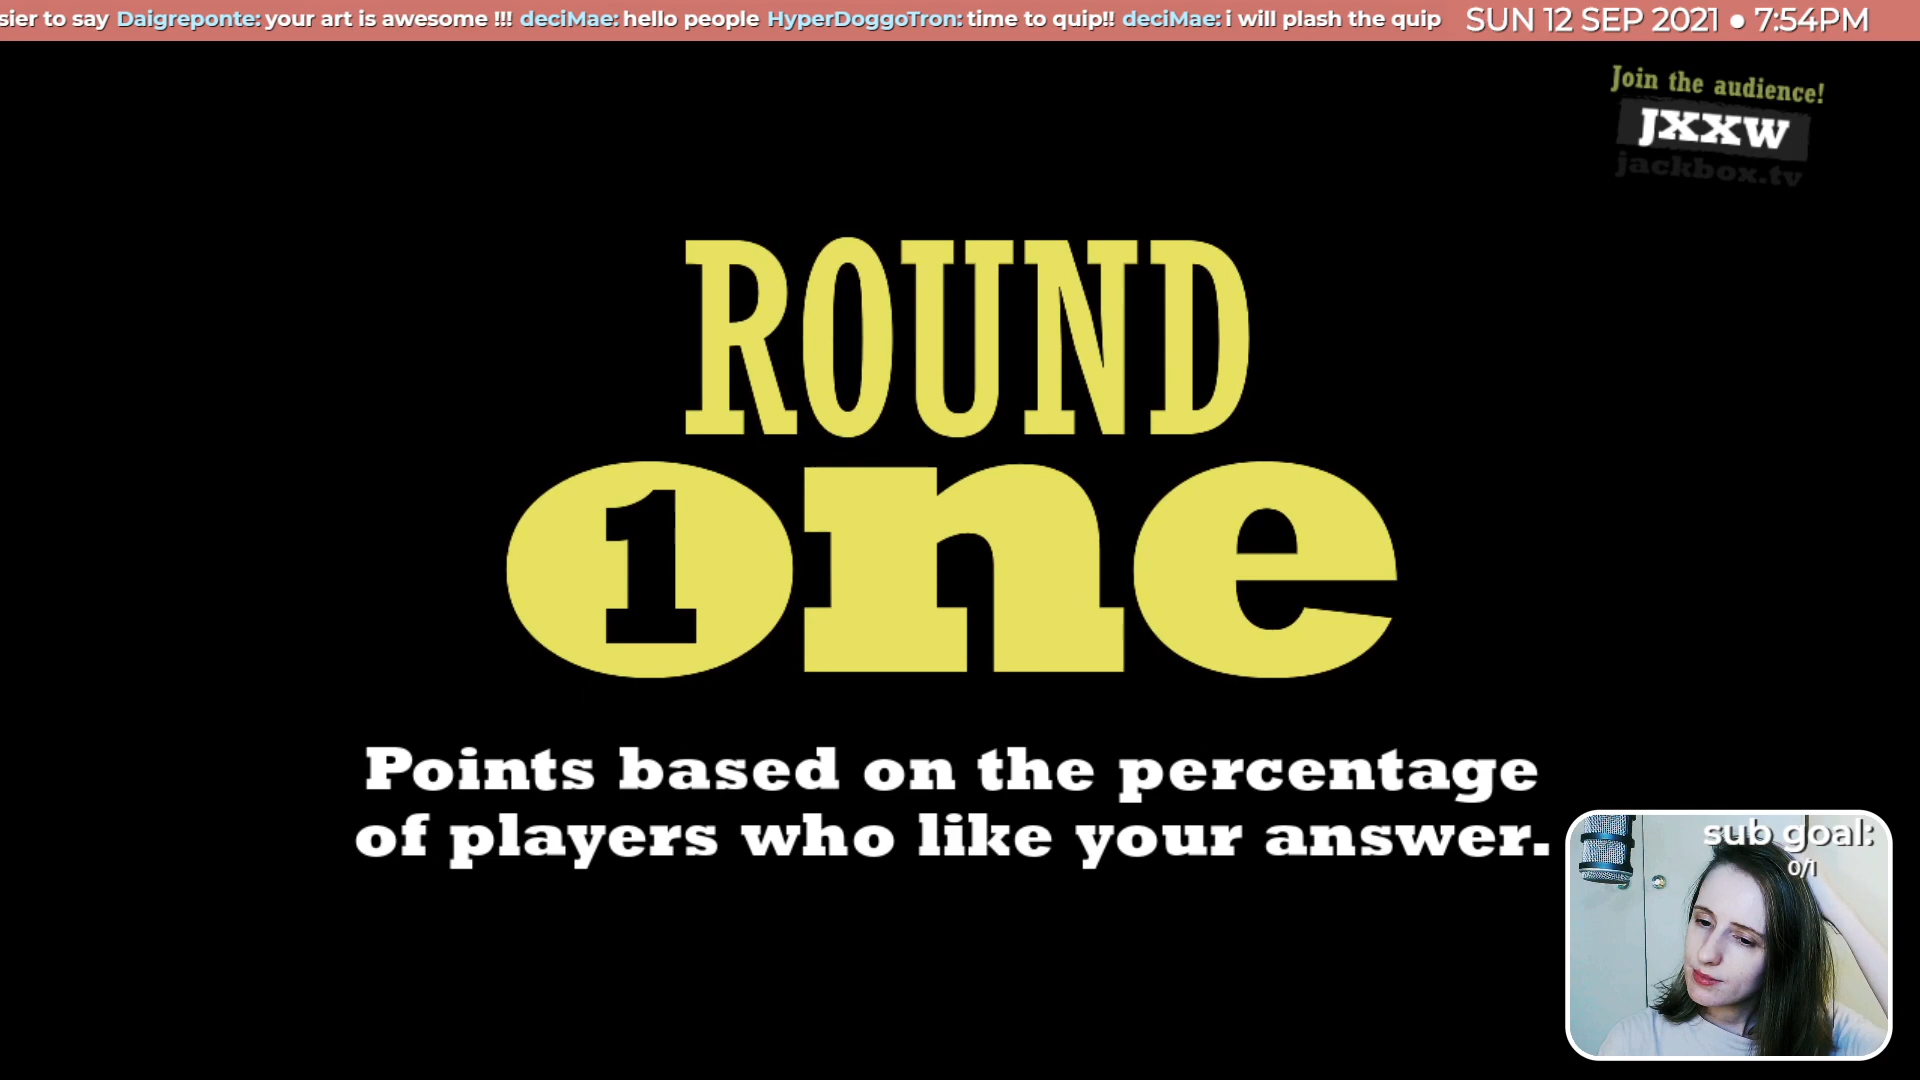 sier to say Daigreponte: your art is awesome !!! deciMae: hello people HyperDoggoTron: time to quip!! deciMae: i will plash the quip SUN 12 SEP 2021 ● 7:54PM
Join the audience!
JXXW
jackbox.tv
ROUND
One
1
Points based on the percentage
of players who like your answer.
sub goal:
0/1